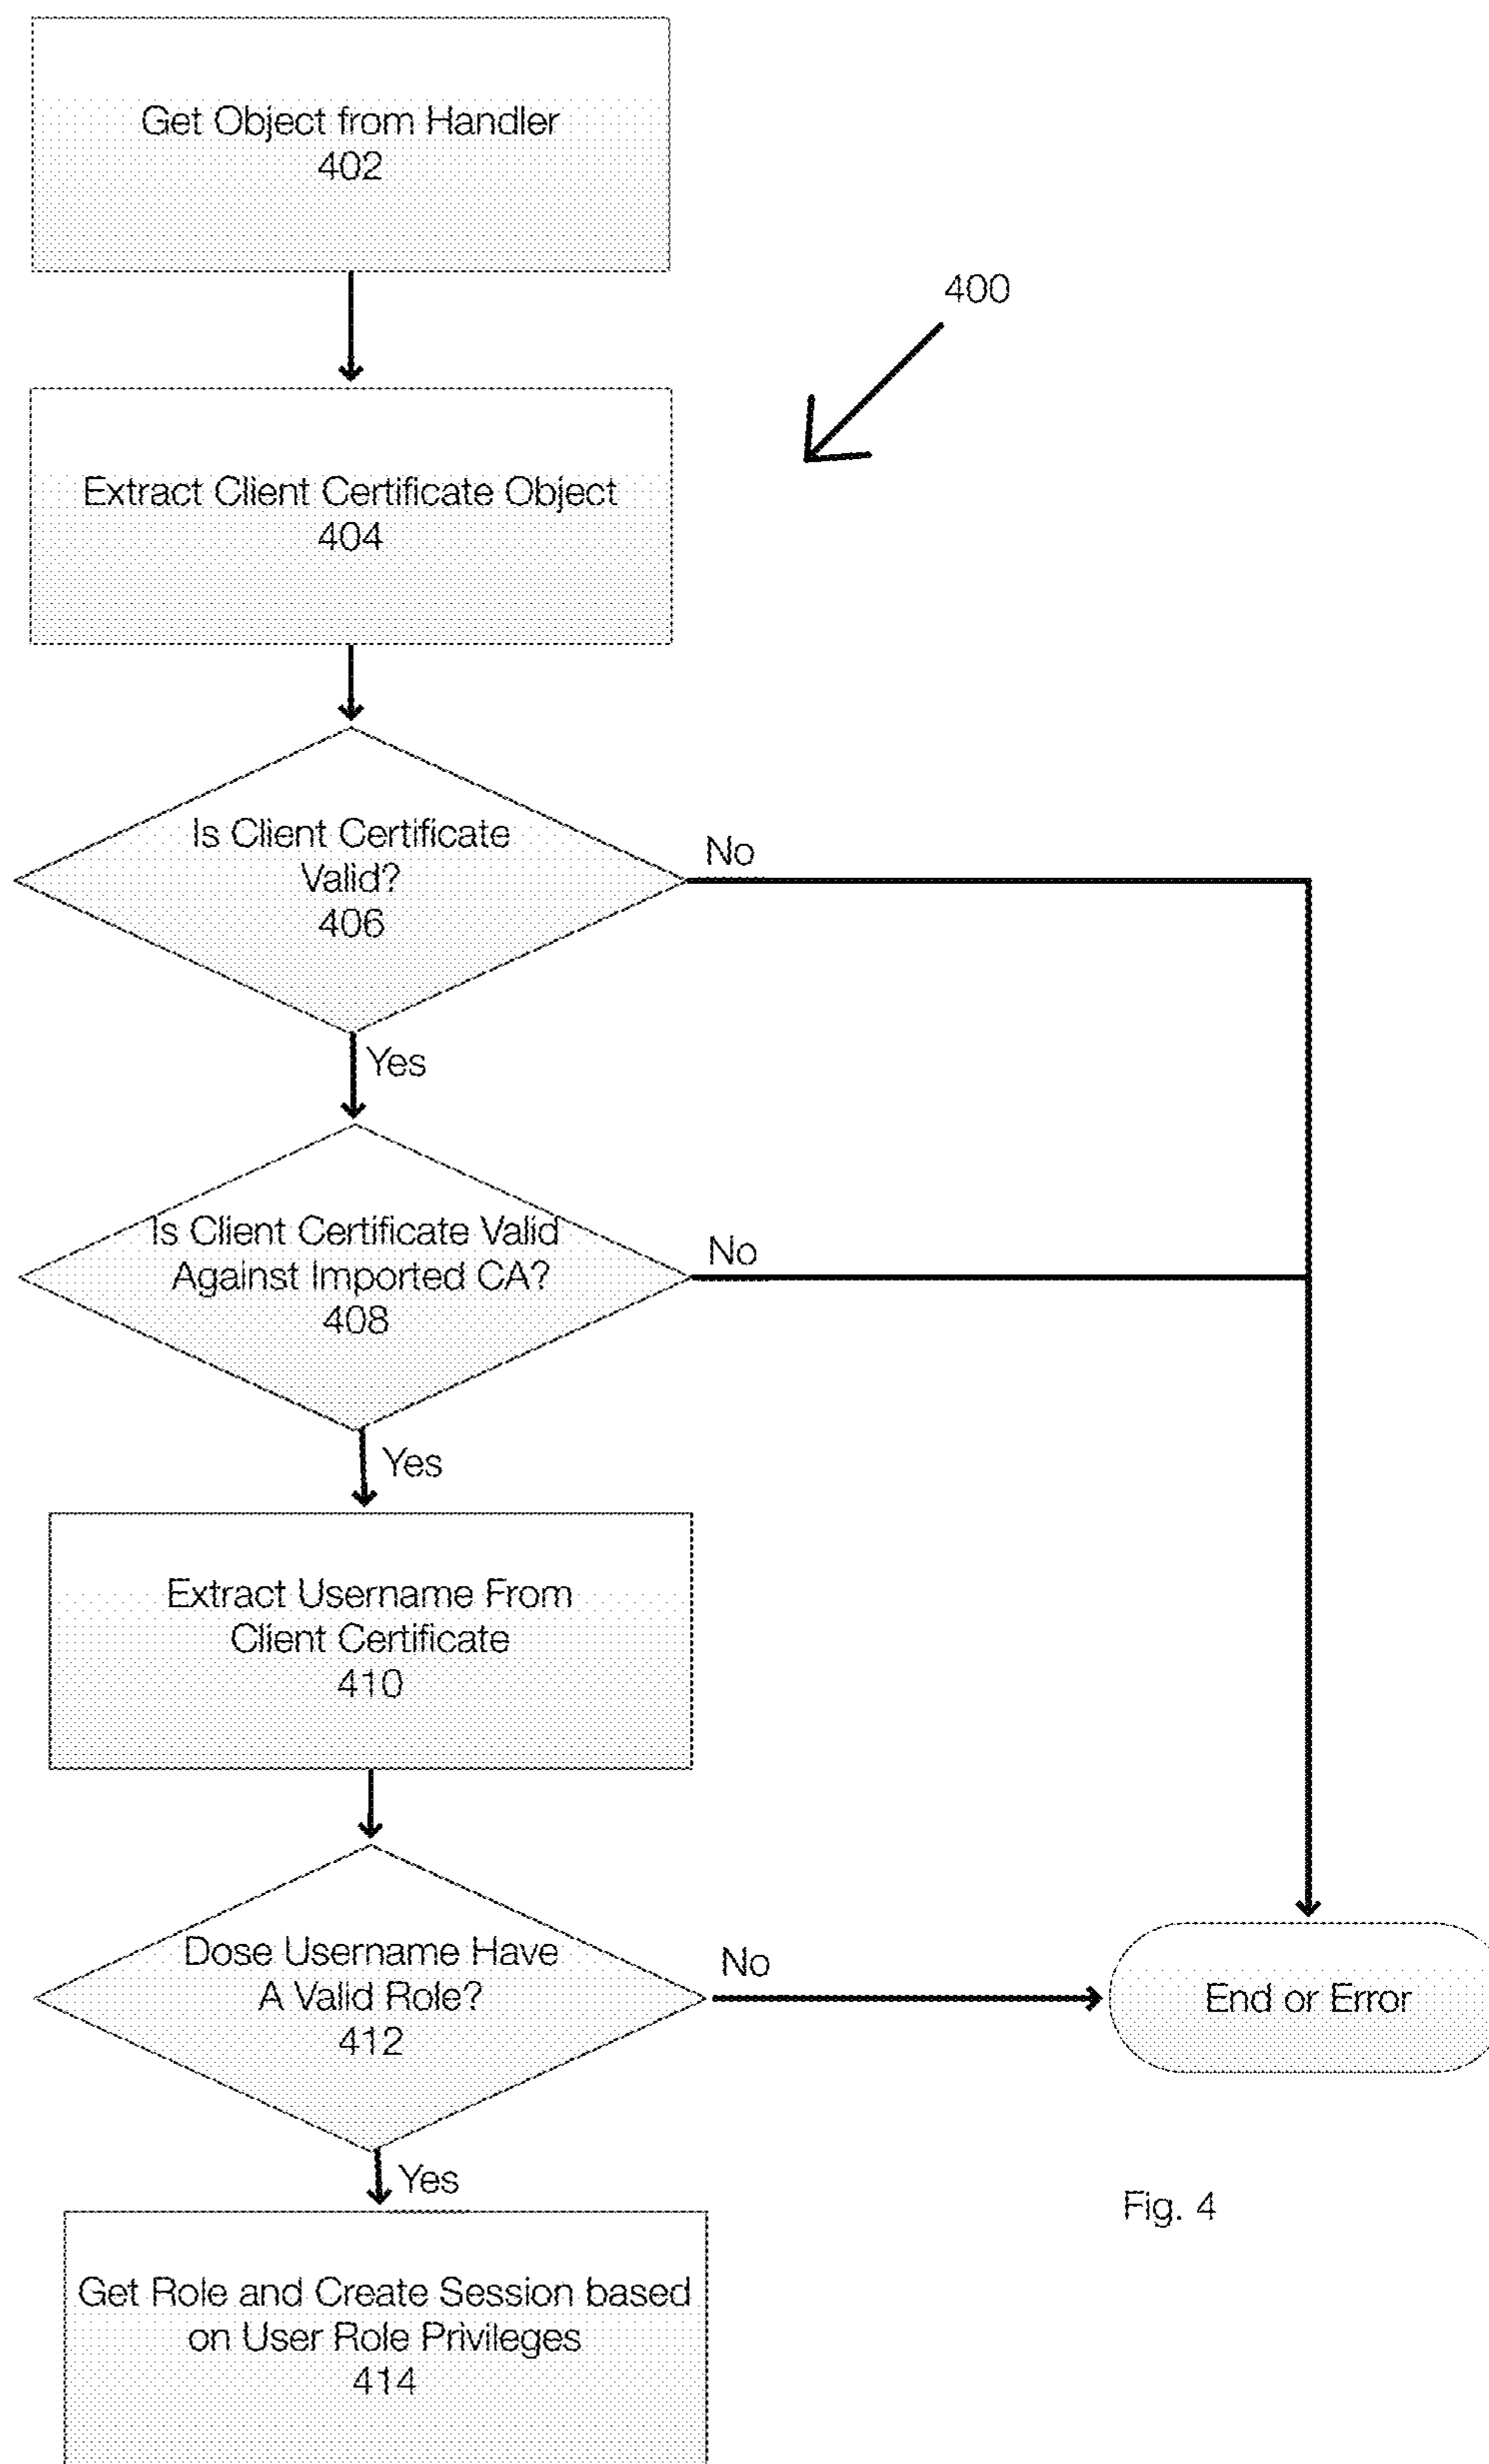 Get Object from Handler
402
400
Extract Client Certificate Object
404
Is Client Certificate
Valid?
406
No
Yes
Is Client Certificate Valid
Against Imported CA?
408
No
Yes
Extract Username From
Client Certificate
410
Dose Username Have
A Valid Role?
412
No
End or Error
Yes
Fig. 4
Get Role and Create Session based
on User Role Privileges
414